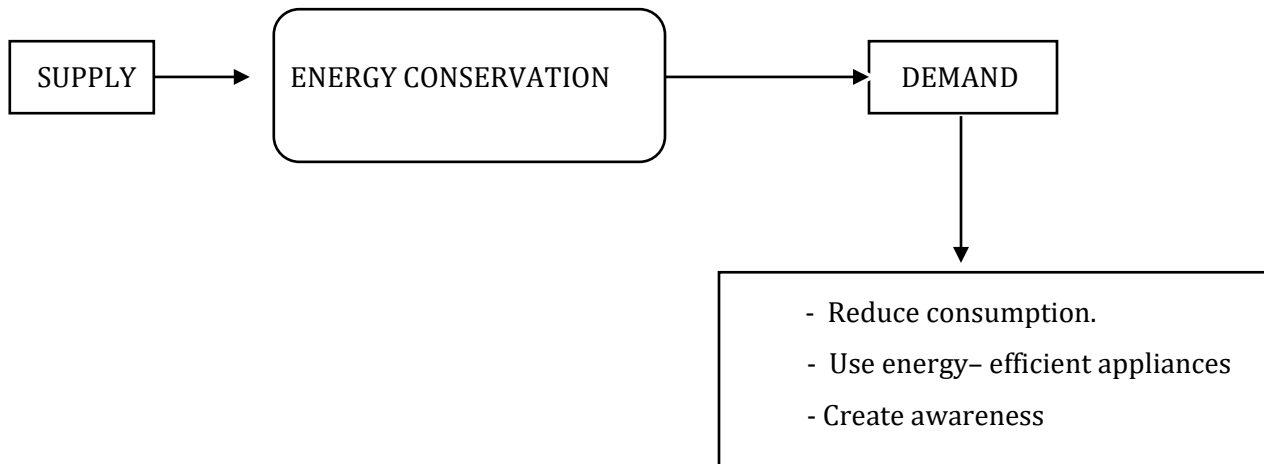 SUPPLY
ENERGY CONSERVATION
DEMAND
- Reduce consumption.
- Use energy– efficient appliances
- Create awareness